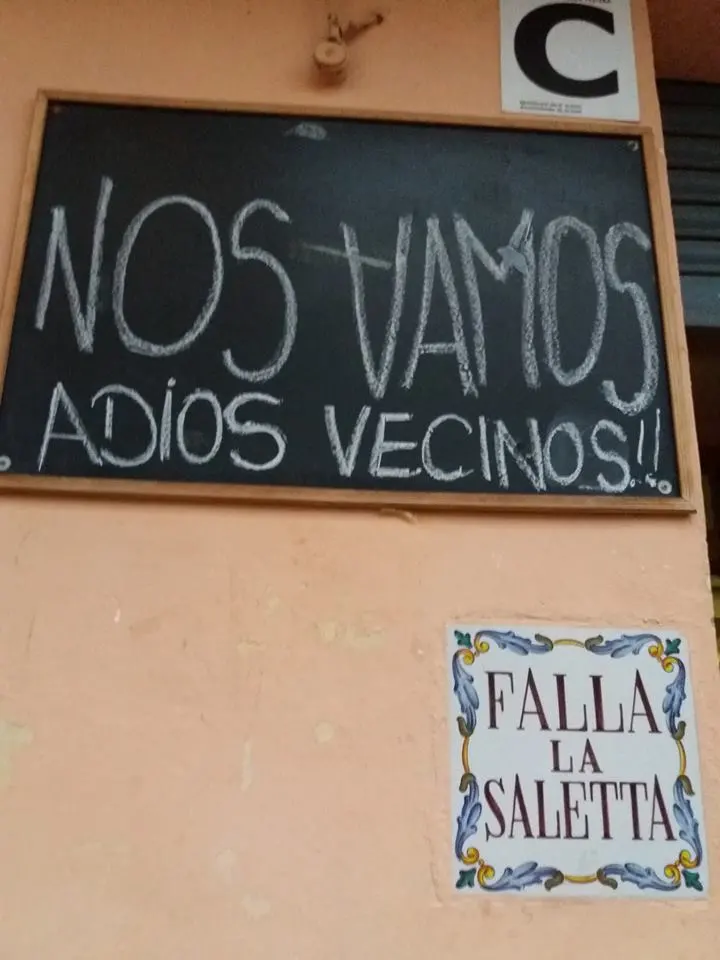 C
NOS VAMOS
ADIOS VECINOS!!
FALLA
LA
SALETTA